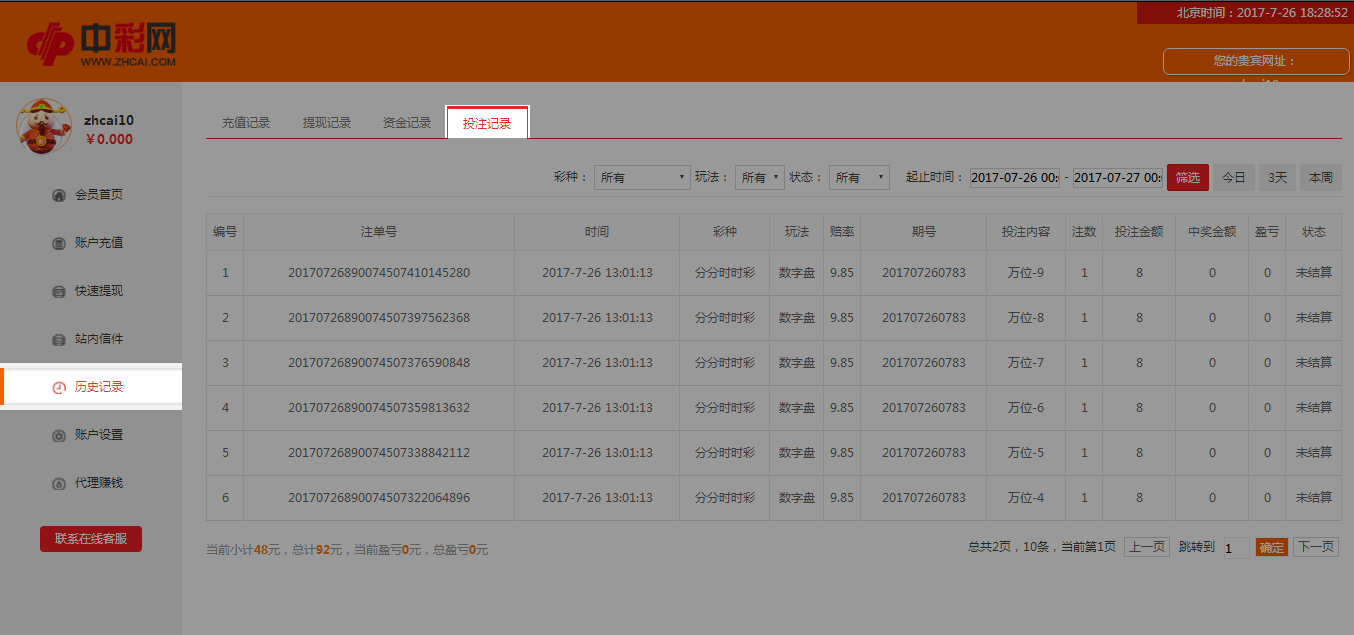 北京时间：2017-7-26 18:28:52
中彩网
WWW.ZHCAI.COM
您的贵宾网址：
zhcai10
￥0.000
会员首页
账户充值
快速提现
站内信件
历史记录
账户设置
代理赚钱
联系在线客服
充值记录 提现记录 资金记录 投注记录
彩种： 所有 玩法： 所有 状态： 所有 起止时间： 2017-07-26 00: - 2017-07-27 00: 筛选 今日 3天 本周
编号 注单号 时间 彩种 玩法 赔率 期号 投注内容 注数 投注金额 中奖金额 盈亏 状态
1 20170726890074507410145280 2017-7-26 13:01:13 分分时时彩 数字盘 9.85 201707260783 万位-9 1 8 0 0 未结算
2 20170726890074507397562368 2017-7-26 13:01:13 分分时时彩 数字盘 9.85 201707260783 万位-8 1 8 0 0 未结算
3 20170726890074507376590848 2017-7-26 13:01:13 分分时时彩 数字盘 9.85 201707260783 万位-7 1 8 0 0 未结算
4 20170726890074507359813632 2017-7-26 13:01:13 分分时时彩 数字盘 9.85 201707260783 万位-6 1 8 0 0 未结算
5 20170726890074507338842112 2017-7-26 13:01:13 分分时时彩 数字盘 9.85 201707260783 万位-5 1 8 0 0 未结算
6 20170726890074507322064896 2017-7-26 13:01:13 分分时时彩 数字盘 9.85 201707260783 万位-4 1 8 0 0 未结算
当前小计48元，总计92元，当前盈亏0元，总盈亏0元
总共2页，10条，当前第1页 上一页 跳转到 1 确定 下一页